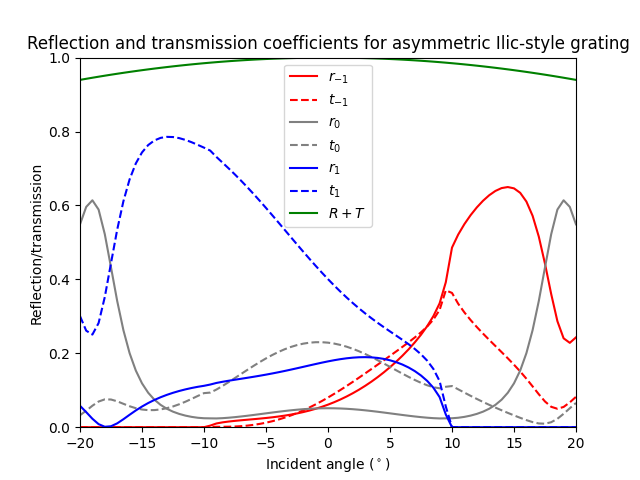 Reflection and transmission coefficients for asymmetric Ilic-style grating
Reflection/transmission
1.0
0.8
0.6
0.4
0.2
0.0
r₋₁
t₋₁
r₀
t₀
r₁
t₁
R + T
−20 −15 −10 −5 0 5 10 15 20
Incident angle (°)